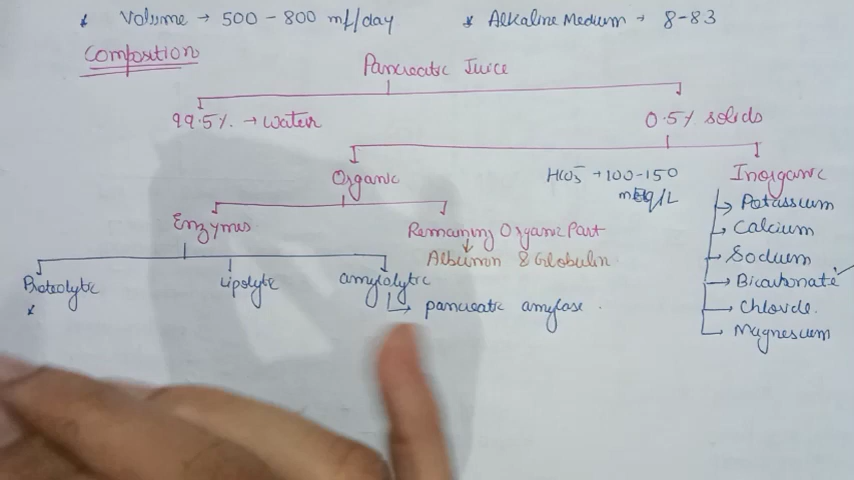 * Volume → 500 - 800 ml/day
* Alkaline Medium → 8-83
Composition
Pancreatic Juice
99.5% → water
0.5% solids
Organic
HCO3- → 100-150 mEq/L
Inorganic
Enzymes
Remaining Organic Part
Albumin & Globulin
Proteolytic
*
Lipolytic
amylolytic
pancreatic amylase.
Potassium
Calcium
Sodium
Bicarbonate
Chloride.
Magnesium